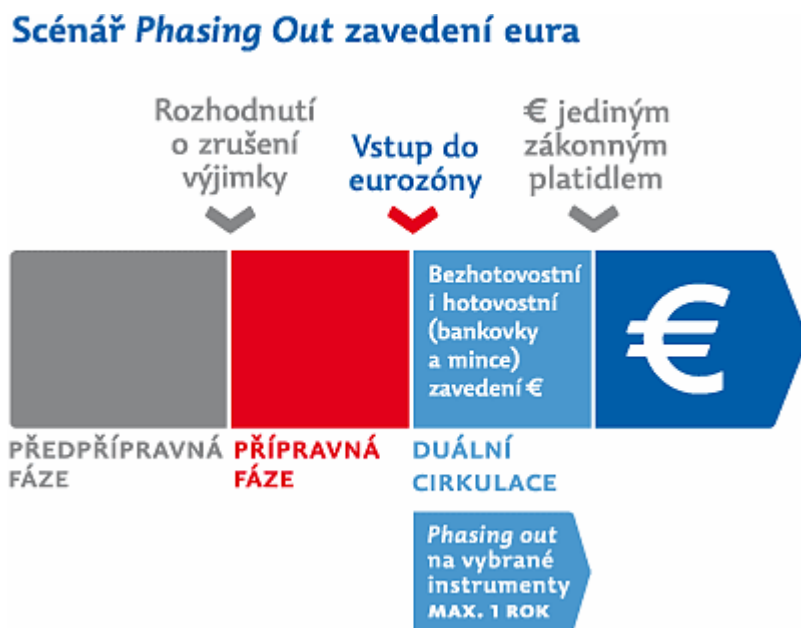 Scénář Phasing Out zavedení eura
Rozhodnutí
o zrušení
výjimky
Vstup do
eurozóny
€ jediným
zákonným
platidlem
Bezhotovostní
i hotovostní
(bankovky
a mince)
zavedení €
€
PŘEDPŘÍPRAVNÁ
FÁZE
PŘÍPRAVNÁ
FÁZE
DUÁLNÍ
CIRKULACE
Phasing out
na vybrané
instrumenty
MAX. 1 ROK